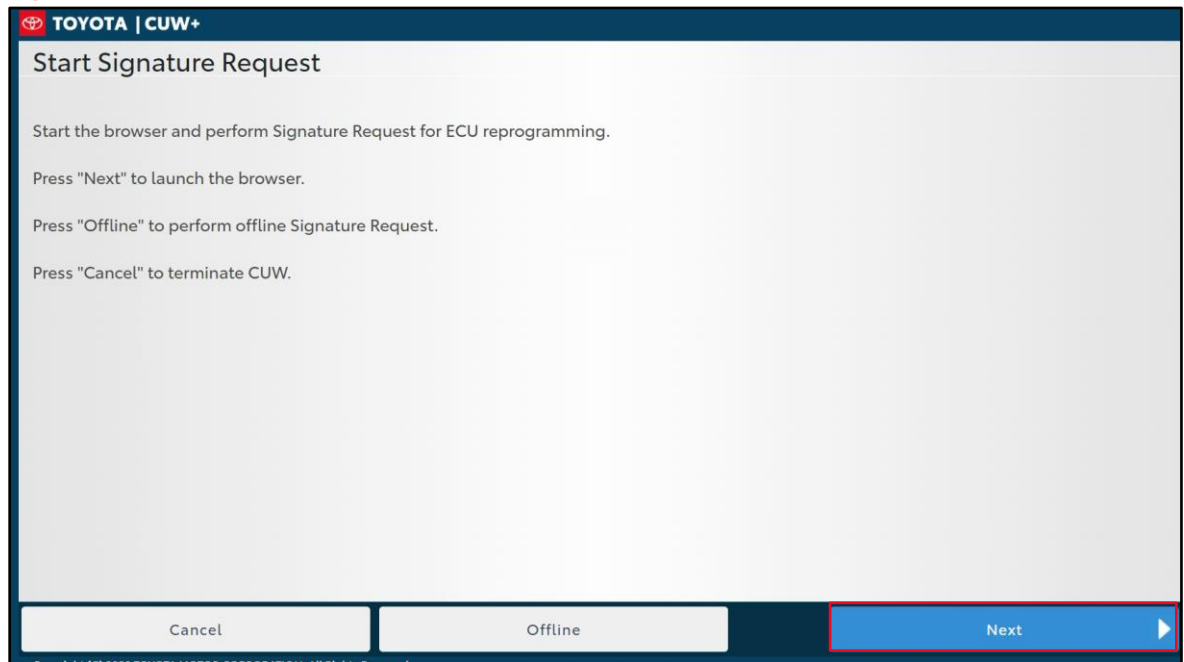 TOYOTA | CUW+
Start Signature Request
Start the browser and perform Signature Request for ECU reprogramming.
Press "Next" to launch the browser.
Press "Offline" to perform offline Signature Request.
Press "Cancel" to terminate CUW.
Cancel
Offline
Next